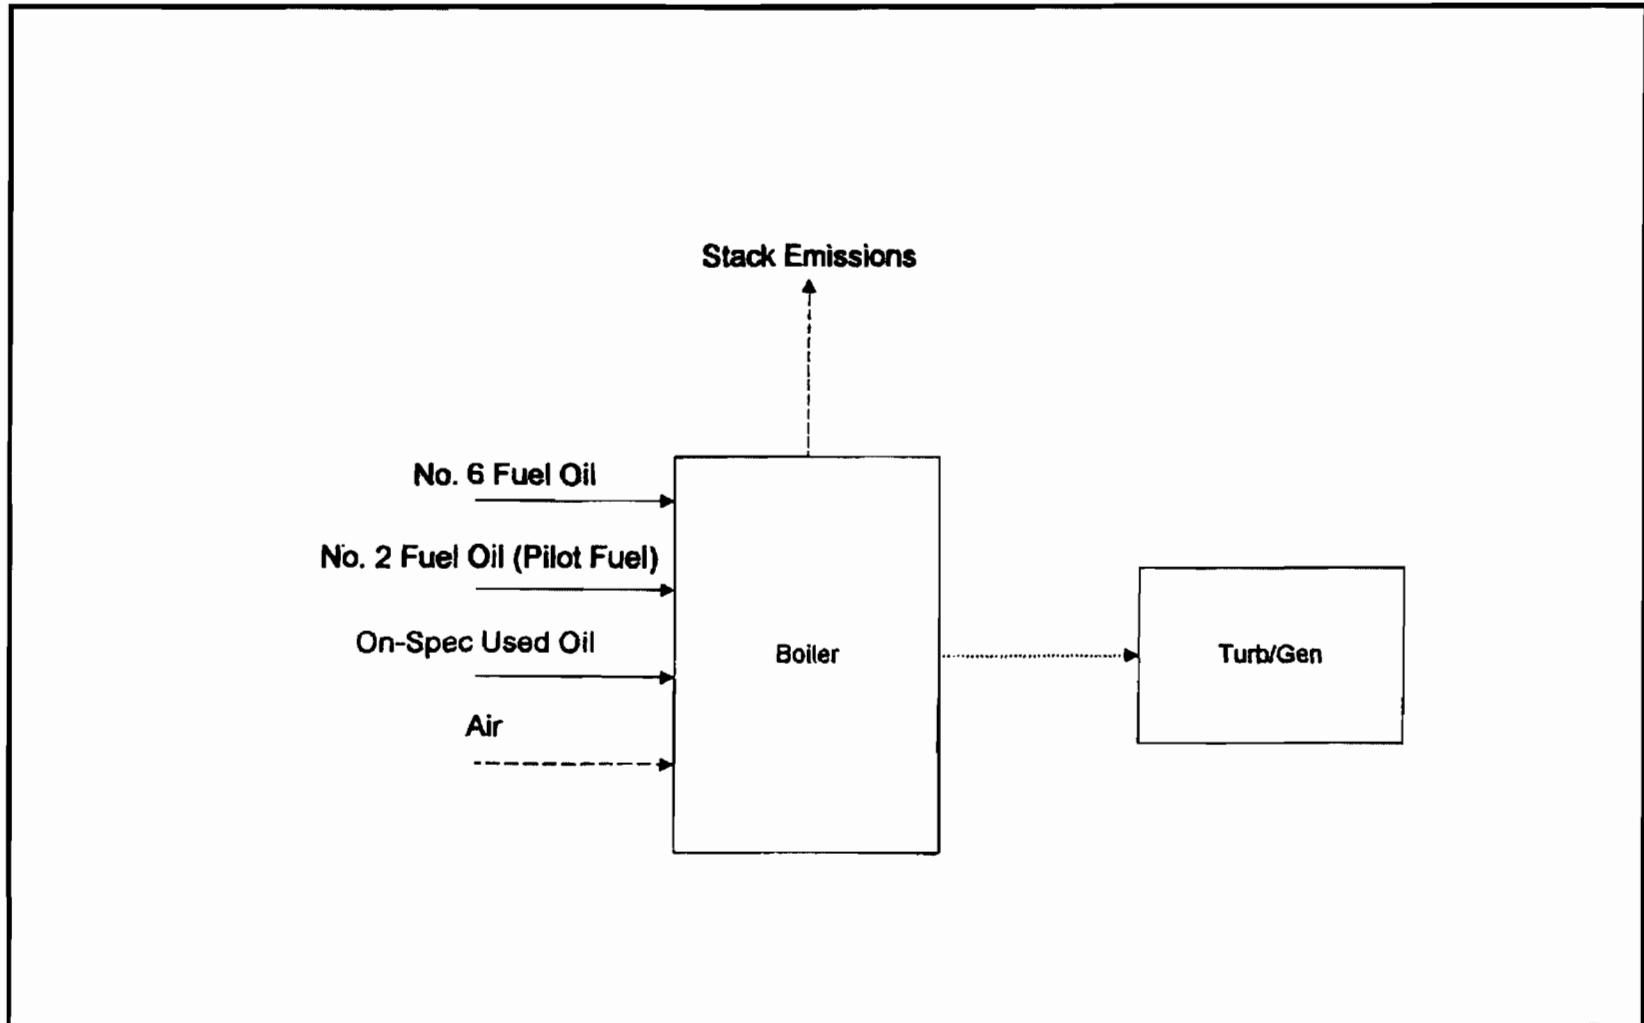 Stack Emissions
No. 6 Fuel Oil
No. 2 Fuel Oil (Pilot Fuel)
On-Spec Used Oil
Air
Boiler
Turb/Gen